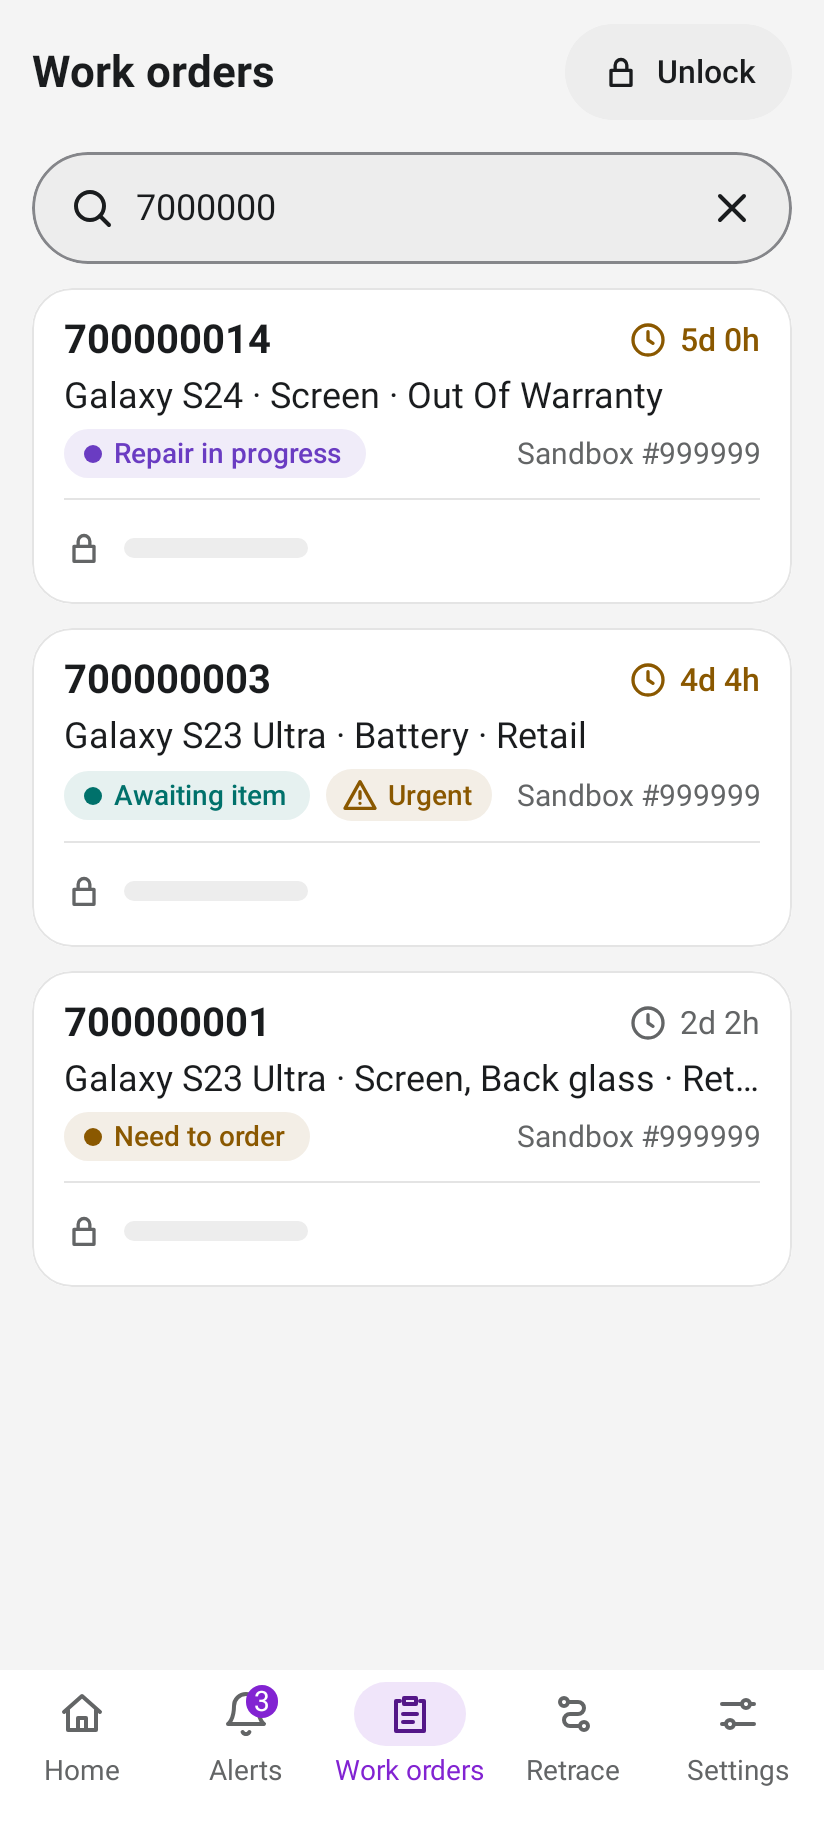 Work orders
Unlock
7000000
700000014
5d 0h
Galaxy S24 · Screen · Out Of Warranty
Repair in progress
Sandbox #999999
700000003
4d 4h
Galaxy S23 Ultra · Battery · Retail
Awaiting item
Urgent
Sandbox #999999
700000001
2d 2h
Galaxy S23 Ultra · Screen, Back glass · Ret...
Need to order
Sandbox #999999
3
Home
Alerts
Work orders
Retrace
Settings